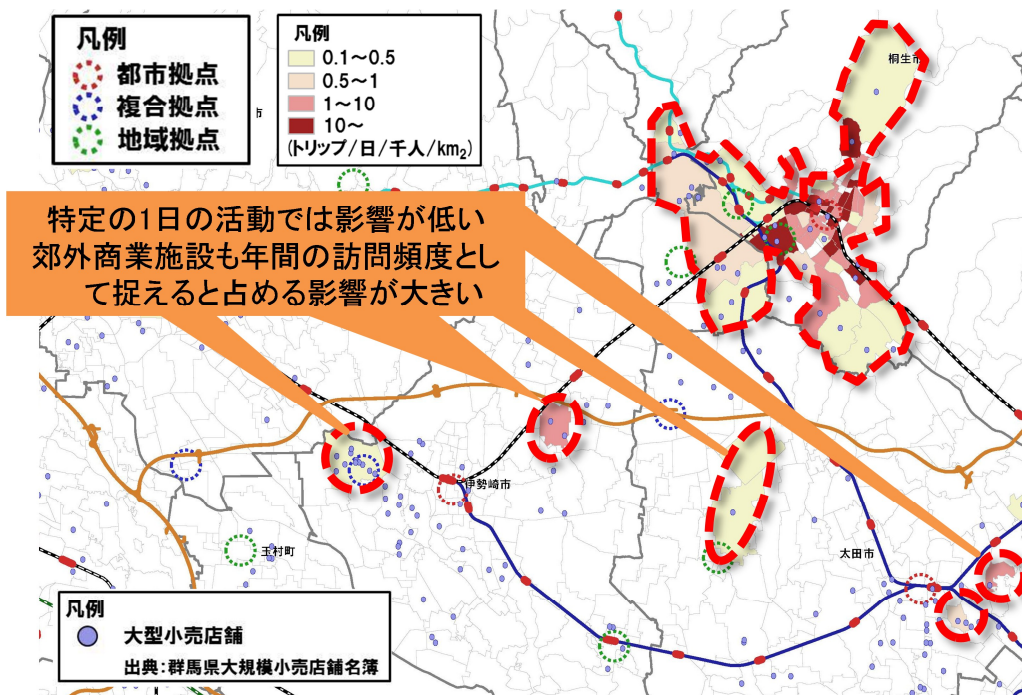 凡例
都市拠点
複合拠点
地域拠点
市
凡例
0.1～0.5
0.5～1
1～10
10～
(トリップ/日/千人/km2)
桐生市
特定の1日の活動では影響が低い
郊外商業施設も年間の訪問頻度とし
て捉えると占める影響が大きい
伊勢崎市
玉村町
太田市
凡例
大型小売店舗
出典：群馬県大規模小売店舗名簿